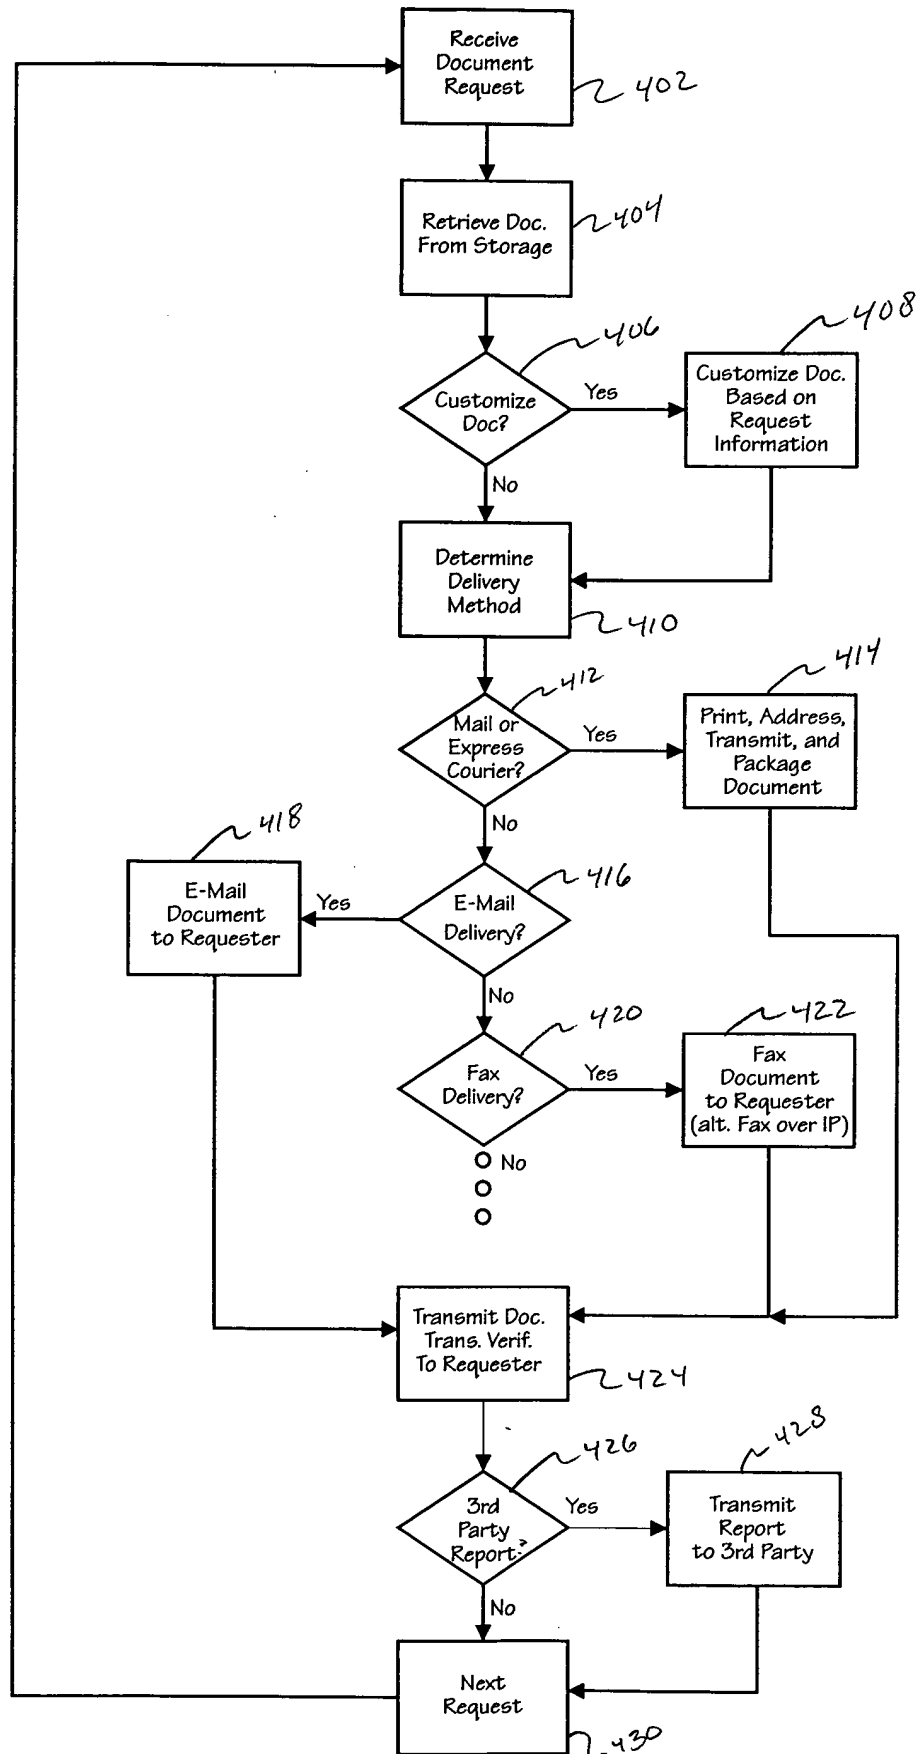 Receive
Document
Request
402
Retrieve Doc.
From Storage
404
406
Customize
Doc?
Yes
No
408
Customize Doc.
Based on
Request
Information
Determine
Delivery
Method
410
412
Mail or
Express
Courier?
Yes
No
414
Print, Address,
Transmit, and
Package
Document
416
E-Mail
Delivery?
Yes
No
418
E-Mail
Document
to Requester
420
Fax
Delivery?
Yes
No
422
Fax
Document
to Requester
(alt. Fax over IP)
Transmit Doc.
Trans. Verif.
To Requester
424
426
3rd
Party
Report?
Yes
No
428
Transmit
Report
to 3rd Party
Next
Request
430